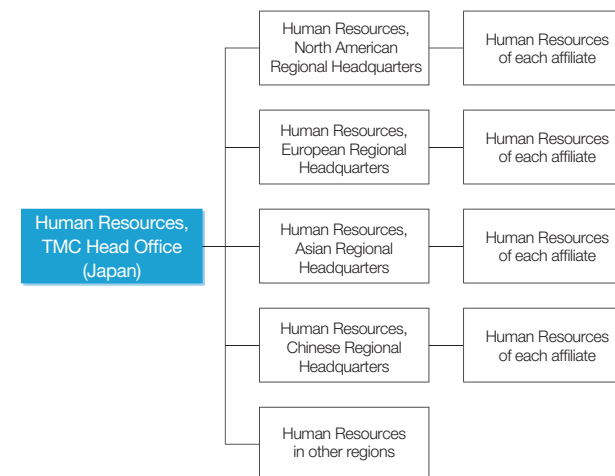 Human Resources,
North American
Regional Headquarters
Human Resources
of each affiliate
Human Resources,
European Regional
Headquarters
Human Resources
of each affiliate
Human Resources,
TMC Head Office
(Japan)
Human Resources,
Asian Regional
Headquarters
Human Resources
of each affiliate
Human Resources,
Chinese Regional
Headquarters
Human Resources
of each affiliate
Human Resources
in other regions